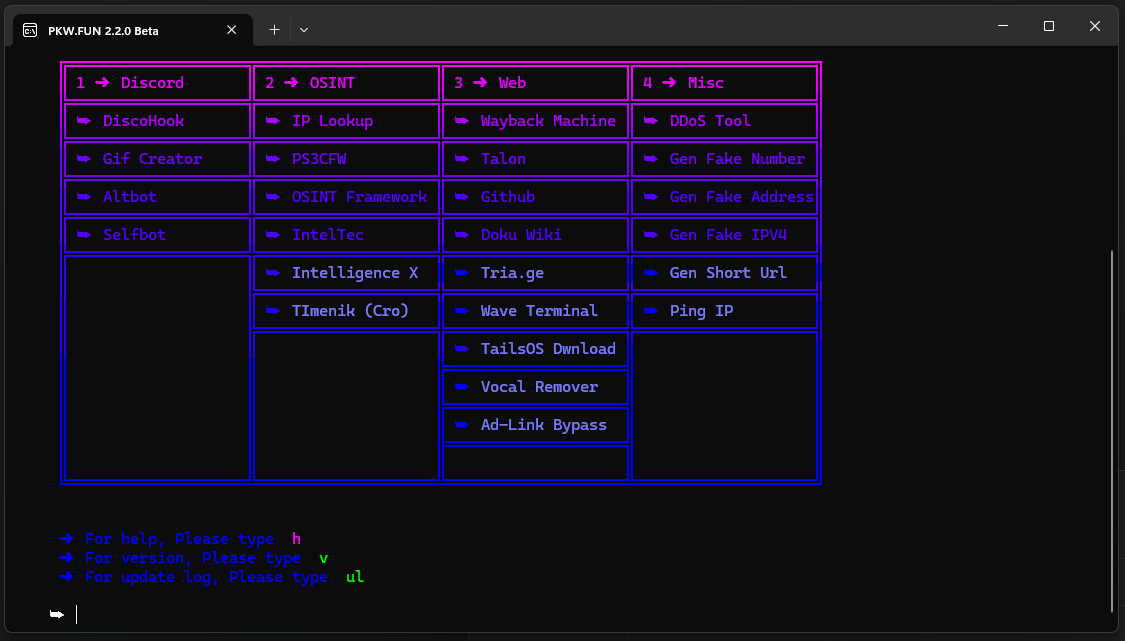 PKW.FUN 2.2.0 Beta
1 ➔ Discord 2 ➔ OSINT 3 ➔ Web 4 ➔ Misc
➥ DiscoHook ➥ IP Lookup ➥ Wayback Machine ➥ DDoS Tool
➥ Gif Creator ➥ PS3CFW ➥ Talon ➥ Gen Fake Number
➥ Altbot ➥ OSINT Framework ➥ Github ➥ Gen Fake Address
➥ Selfbot ➥ IntelTec ➥ Doku Wiki ➥ Gen Fake IPV4
➥ Intelligence X ➥ Tria.ge ➥ Gen Short Url
➥ TImenik (Cro) ➥ Wave Terminal ➥ Ping IP
➥ TailsOS Dwnload
➥ Vocal Remover
➥ Ad-Link Bypass
➔ For help, Please type h
➔ For version, Please type v
➔ For update log, Please type ul
➥